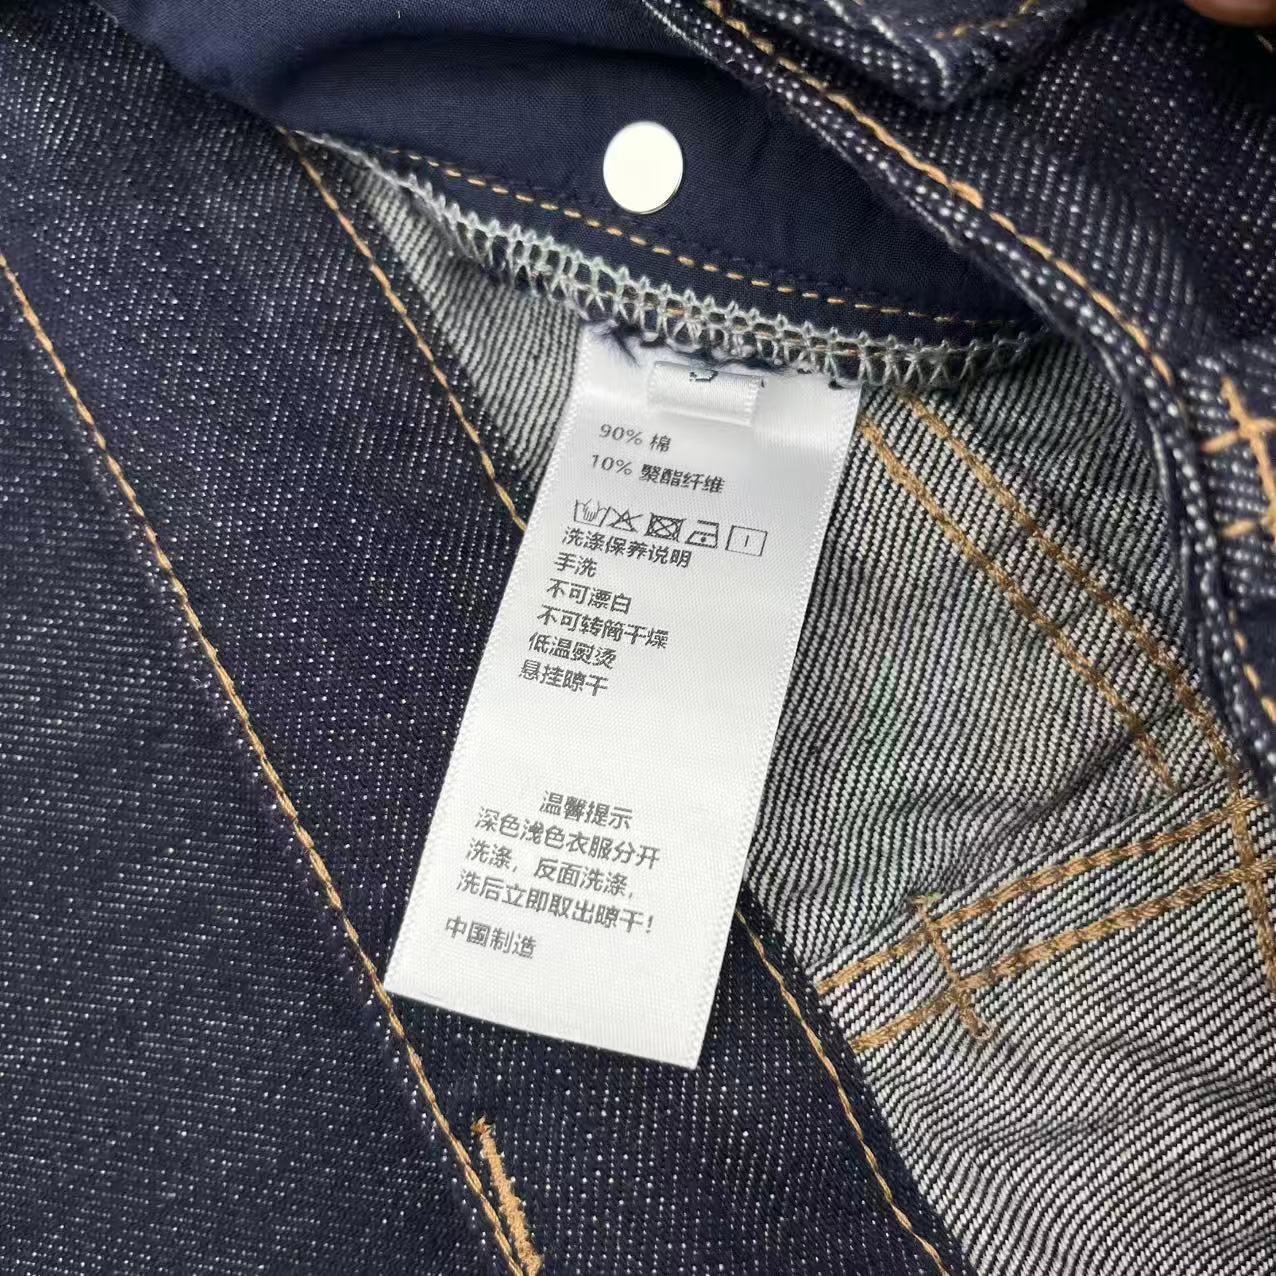 90% 棉
10% 聚酯纤维
洗涤保养说明
手洗
不可漂白
不可转筒干燥
低温熨烫
悬挂晾干
温馨提示
深色浅色衣服分开
洗涤，反面洗涤，
洗后立即取出晾干！
中国制造